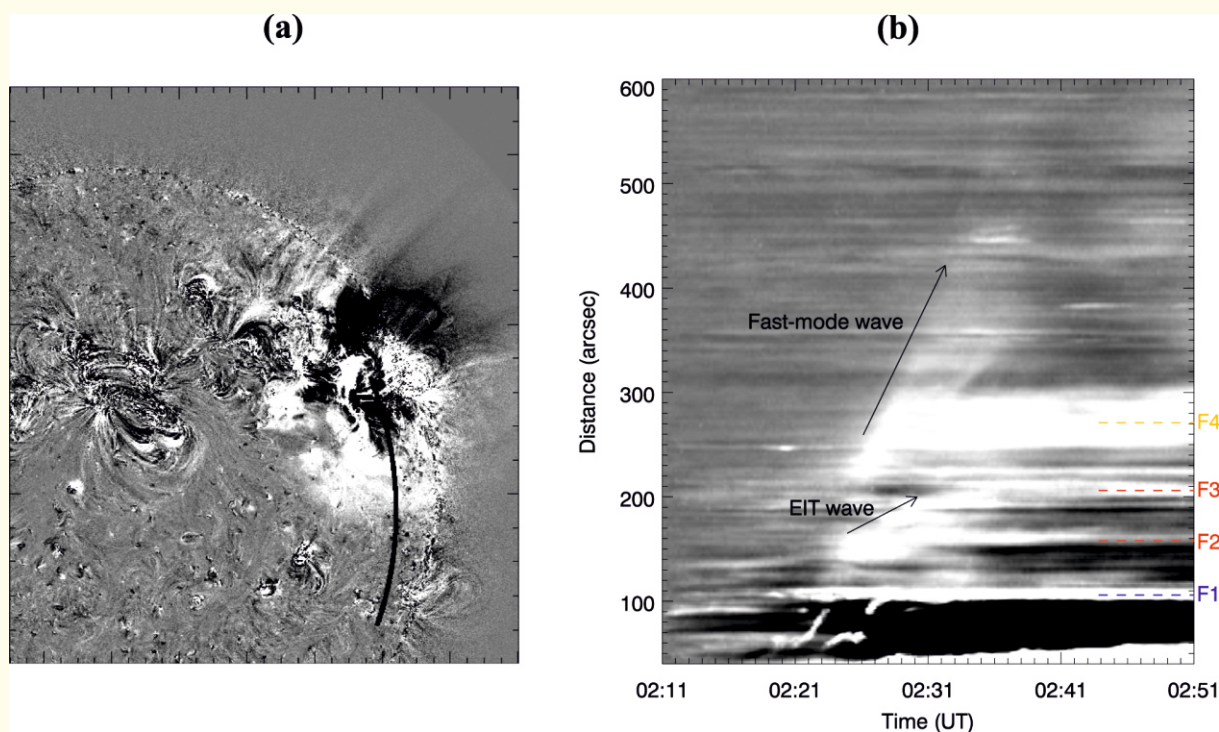 (a)
(b)
600
500
400
300
200
100
Distance (arcsec)
Fast-mode wave
EIT wave
F4
F3
F2
F1
02:11
02:21
02:31
02:41
02:51
Time (UT)